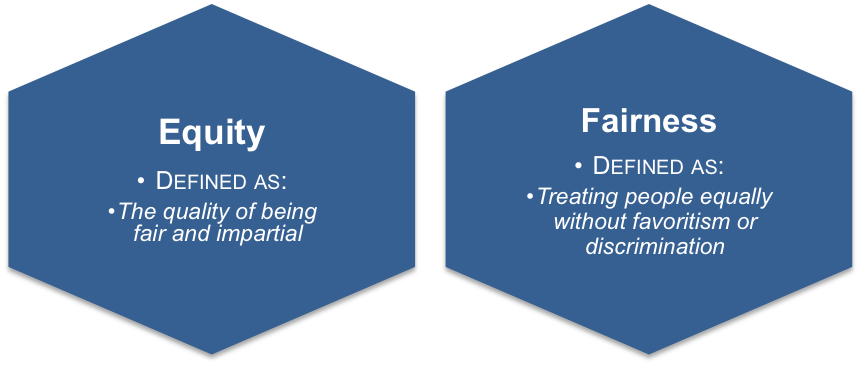 Equity
• DEFINED AS:
•The quality of being
fair and impartial
Fairness
• DEFINED AS:
•Treating people equally
without favoritism or
discrimination